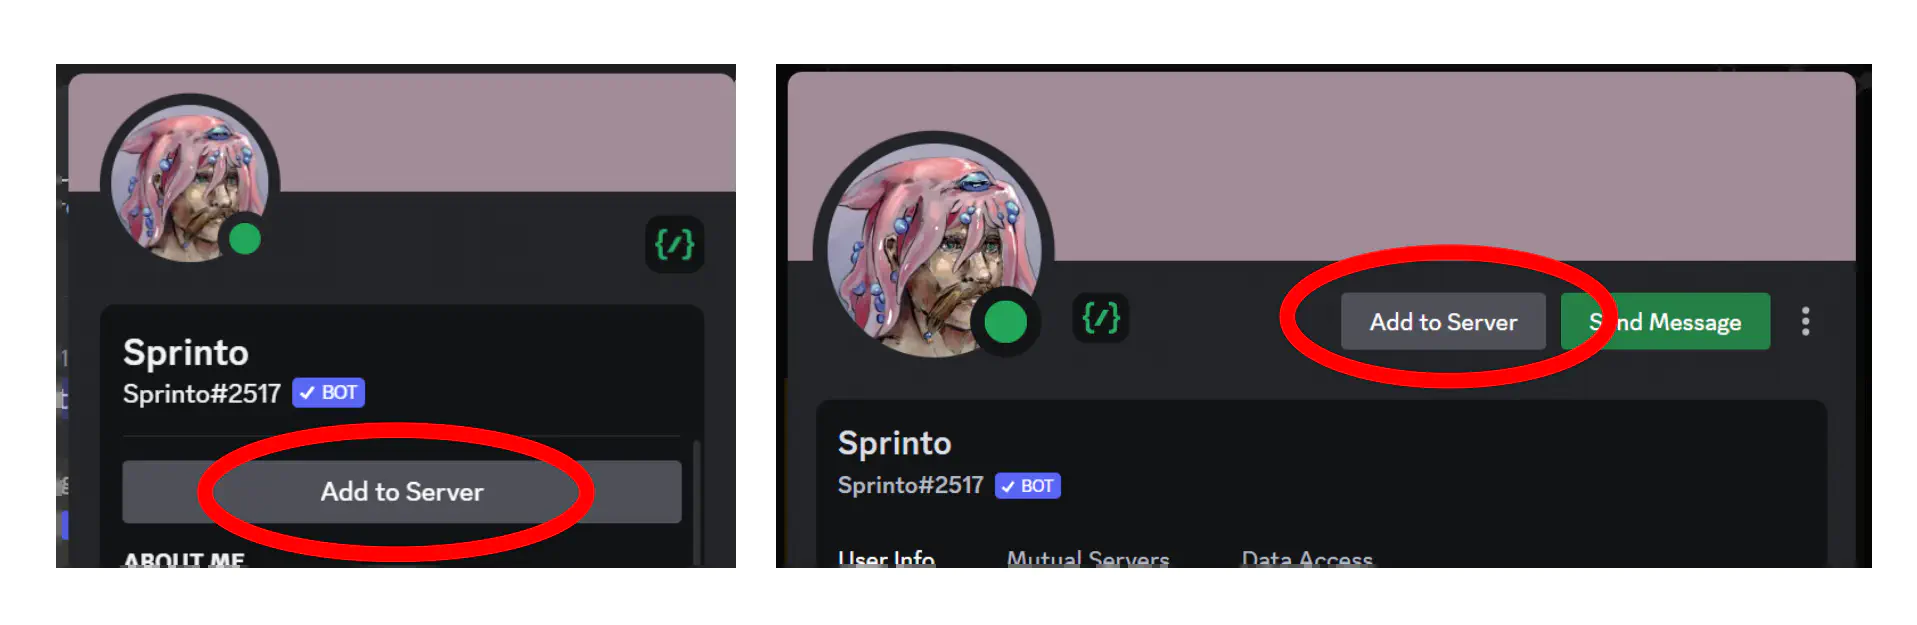 {/}
Sprinto
Sprinto#2517 ✓ BOT
Add to Server
ABOUT ME
{/}
Add to Server
Send Message
Sprinto
Sprinto#2517 ✓ BOT
User Info Mutual Servers Data Access